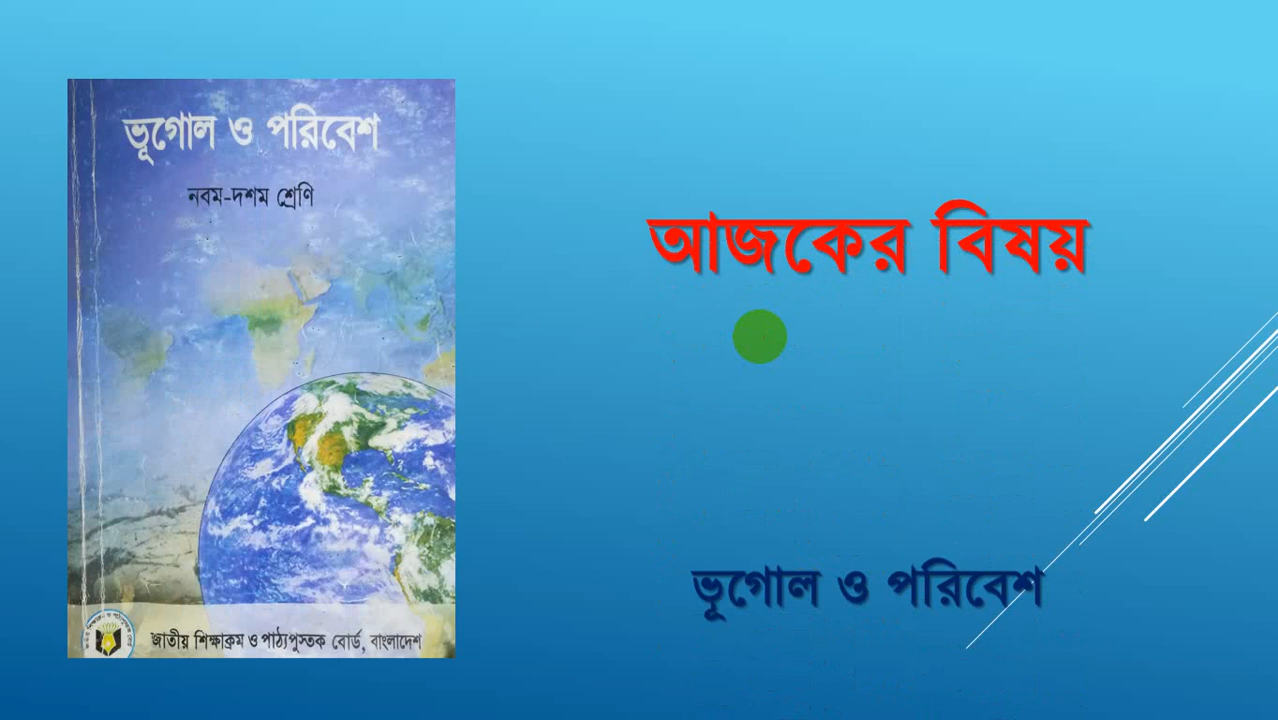 ভূগোল ও পরিবেশ
নবম-দশম শ্রেণি
জাতীয় শিক্ষাক্রম ও পাঠ্যপুস্তক বোর্ড, বাংলাদেশ
আজকের বিষয়
ভূগোল ও পরিবেশ